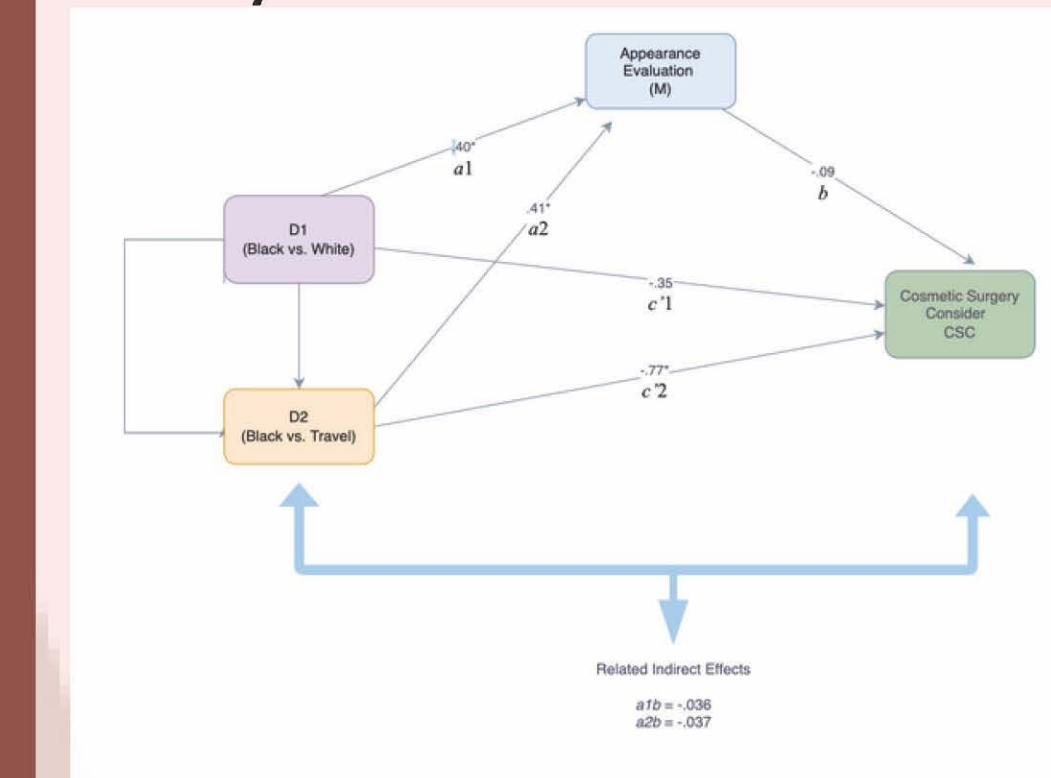 Appearance
Evaluation
(M)
.40*
a1
-.09
b
.41*
a2
D1
(Black vs. White)
-.35
c'1
Cosmetic Surgery
Consider
CSC
-.77*
c'2
D2
(Black vs. Travel)
Related Indirect Effects
a1b = -.036
a2b = -.037